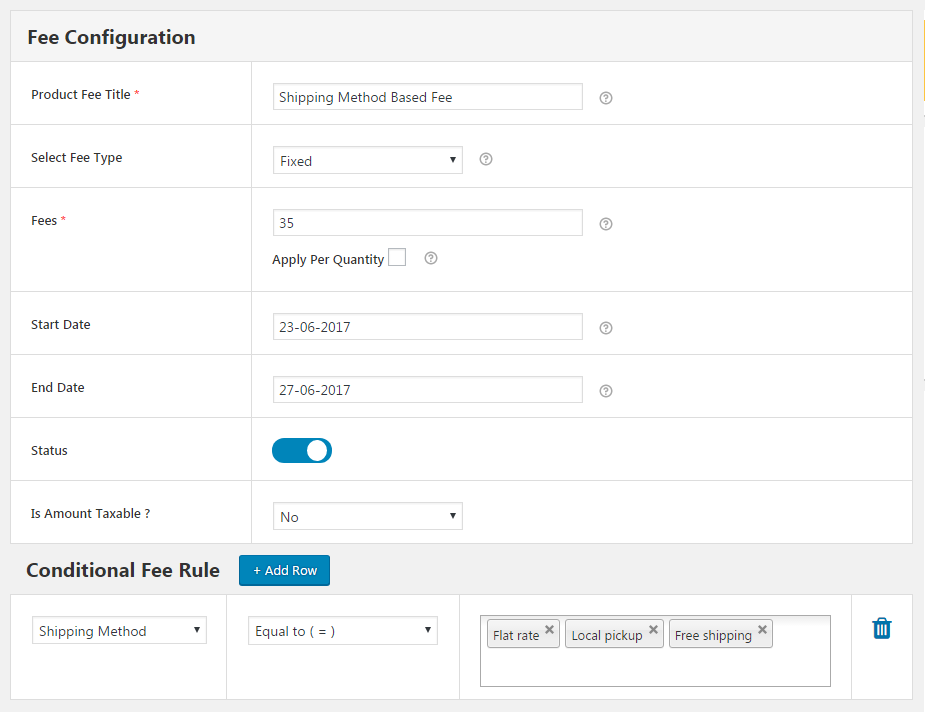 Fee Configuration
Product Fee Title *
Shipping Method Based Fee
?
Select Fee Type
Fixed
?
Fees *
35
?
Apply Per Quantity
?
Start Date
23-06-2017
?
End Date
27-06-2017
?
Status
Is Amount Taxable ?
No
Conditional Fee Rule
+ Add Row
Shipping Method
Equal to ( = )
Flat rate × Local pickup × Free shipping ×